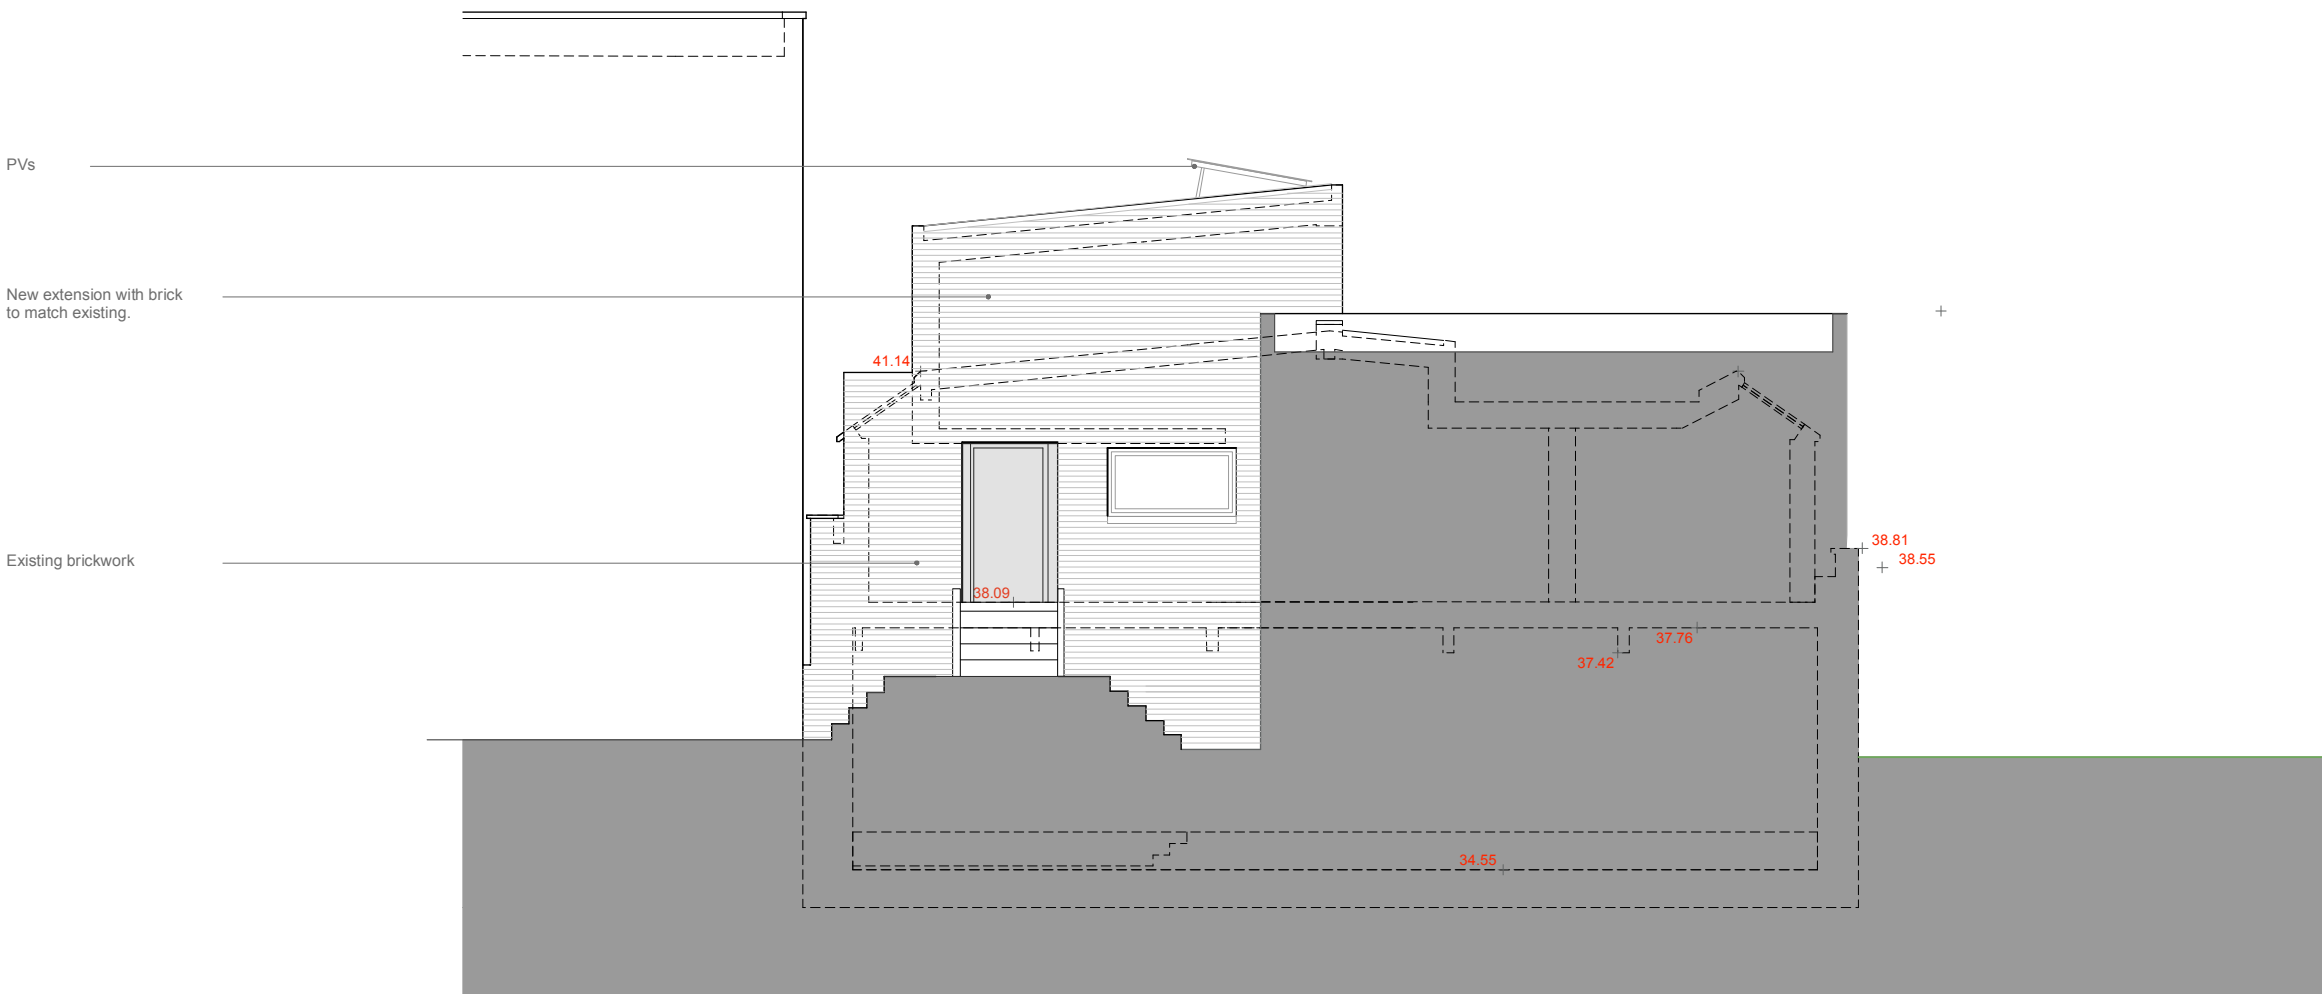 PVs
New extension with brick
to match existing.
41.14
Existing brickwork
38.81
38.55
38.09
37.76
37.42
34.55